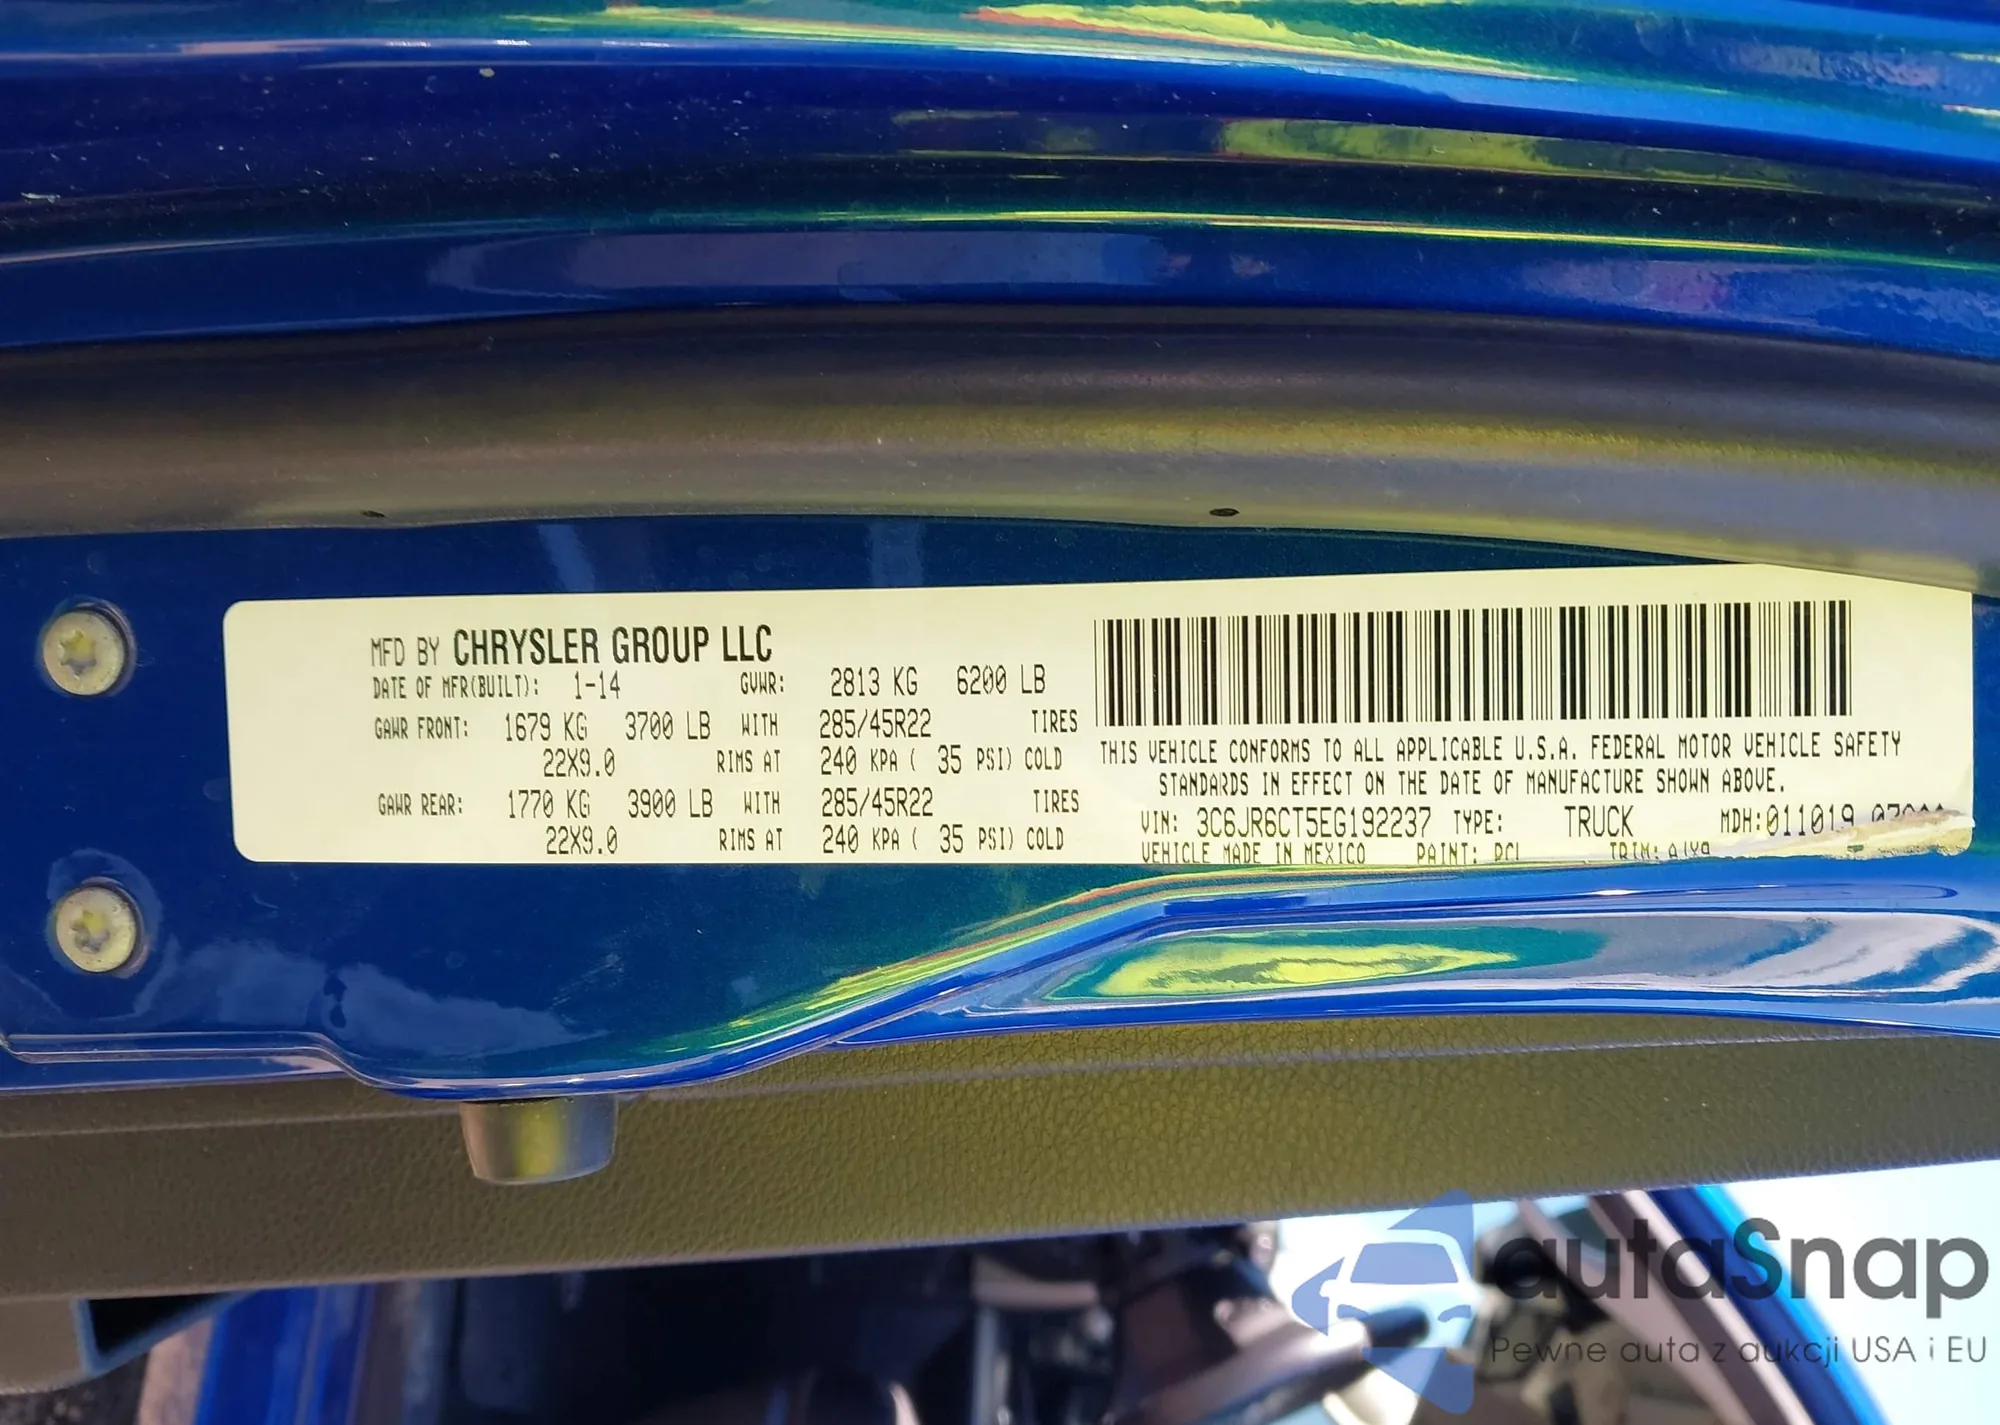 MFD BY CHRYSLER GROUP LLC
DATE OF MFR(BUILT): 1-14 GVWR: 2813 KG 6200 LB
GAWR FRONT: 1679 KG 3700 LB WITH 285/45R22 TIRES
22X9.0 RIMS AT 240 KPA ( 35 PSI) COLD
GAWR REAR: 1770 KG 3900 LB WITH 285/45R22 TIRES
22X9.0 RIMS AT 240 KPA ( 35 PSI) COLD
THIS VEHICLE CONFORMS TO ALL APPLICABLE U.S.A. FEDERAL MOTOR VEHICLE SAFETY
STANDARDS IN EFFECT ON THE DATE OF MANUFACTURE SHOWN ABOVE.
VIN: 3C6JR6CT5EG192237 TYPE: TRUCK MDH:011019
VEHICLE MADE IN MEXICO PAINT: TRIM:
autaSnap
Pewne auta z aukcji USA i EU